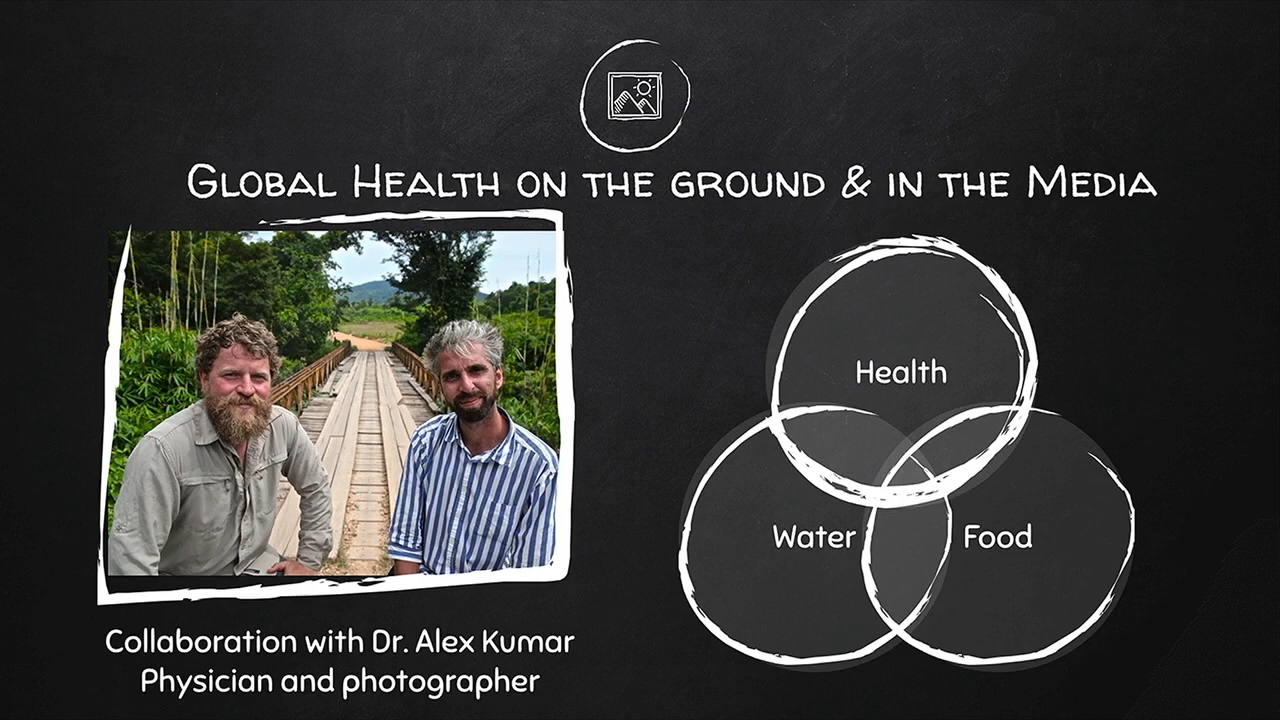 Global Health on the ground & in the Media
Health
Water
Food
Collaboration with Dr. Alex Kumar
Physician and photographer